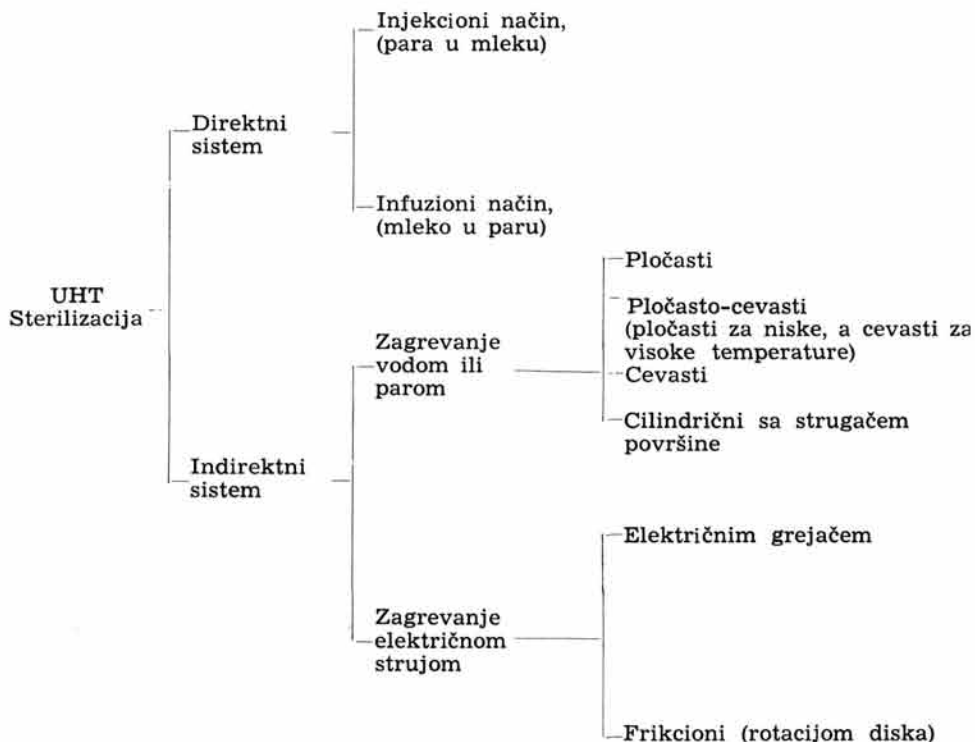 UHT
Sterilizacija
Direktni
sistem
Injekcioni način,
(para u mleku)
Infuzioni način,
(mleko u paru)
Indirektni
sistem
Zagrevanje
vodom ili
parom
Pločasti
Pločasto-cevasti
(pločasti za niske, a cevasti za
visoke temperature)
Cevasti
Cilindrični sa strugačem
površine
Zagrevanje
električnom
strujom
Električnim grejačem
Frikcioni (rotacijom diska)